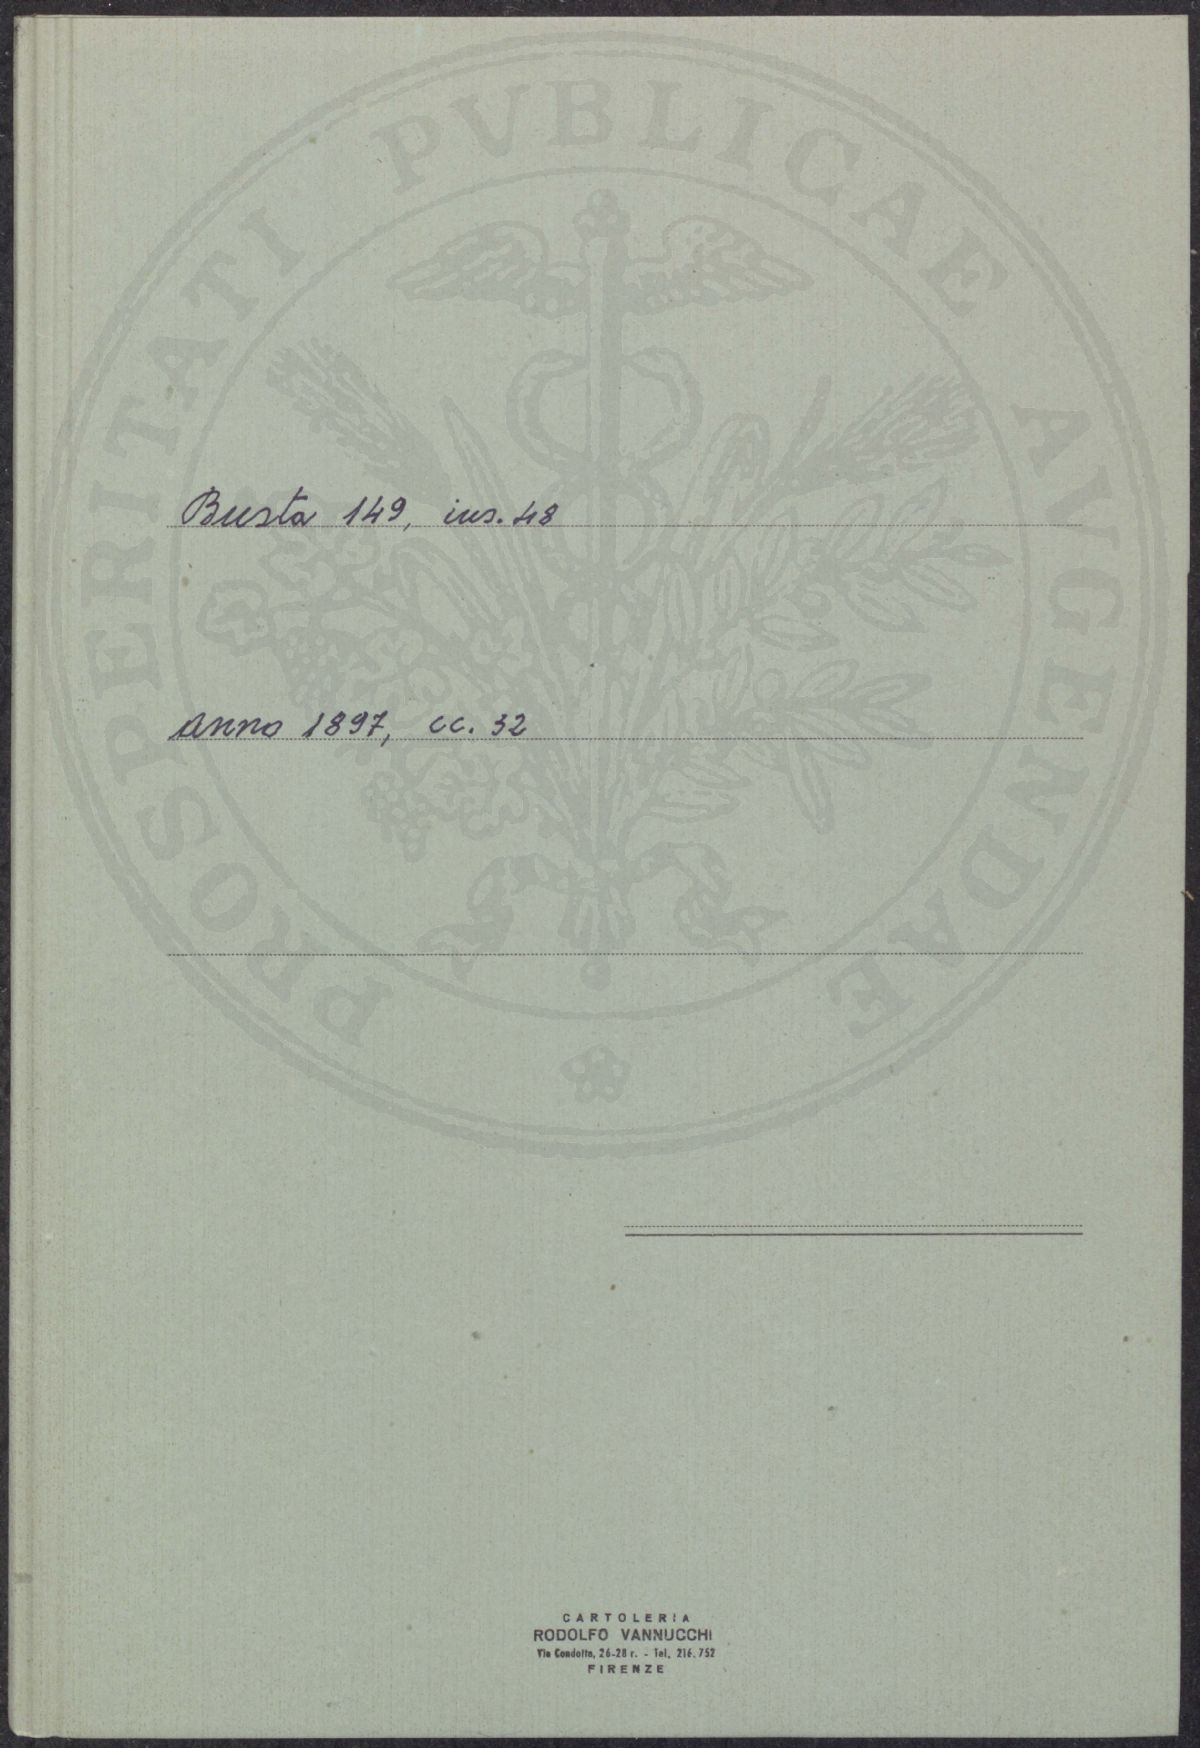 PROSPERITATI PUBLICAE AVGENDAE
Busta 149, ins. 48
Anno 1897, cc. 32
CARTOLERIA
RODOLFO VANNUCCHI
Via Condotta, 26-28 r. - Tel. 216.752
FIRENZE